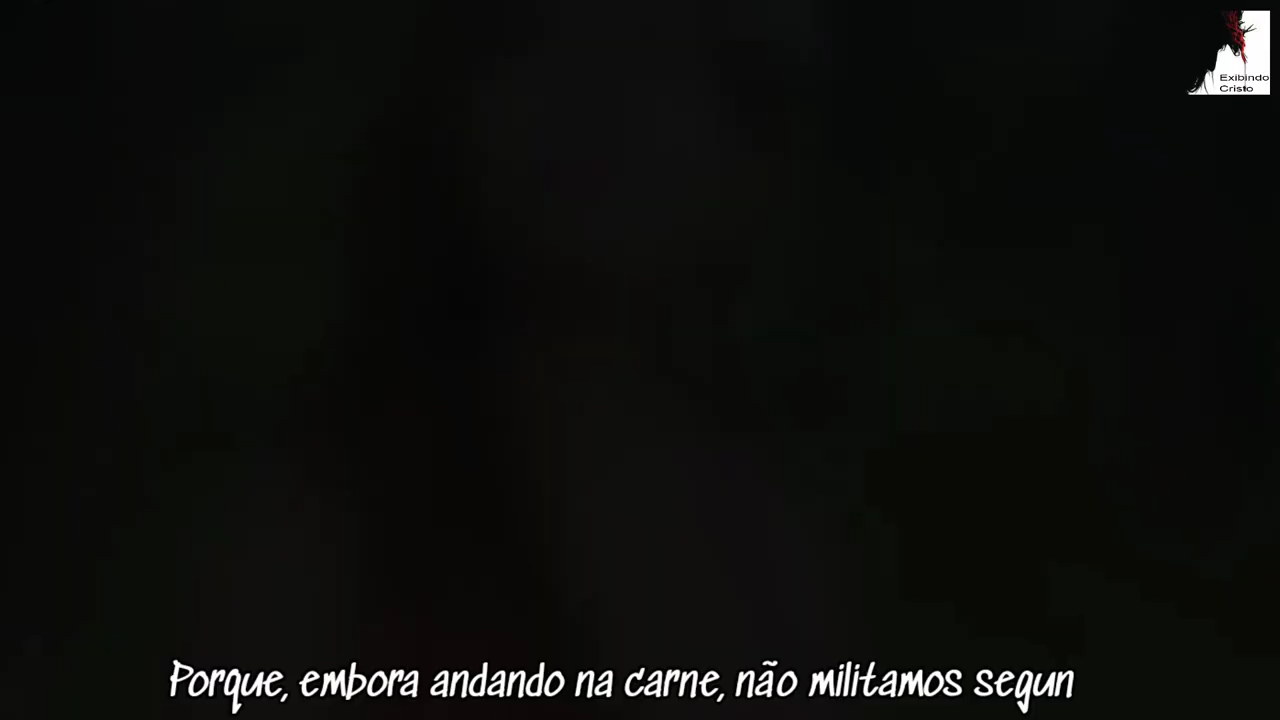 Exibindo
Cristo
Porque, embora andando na carne, não militamos segun